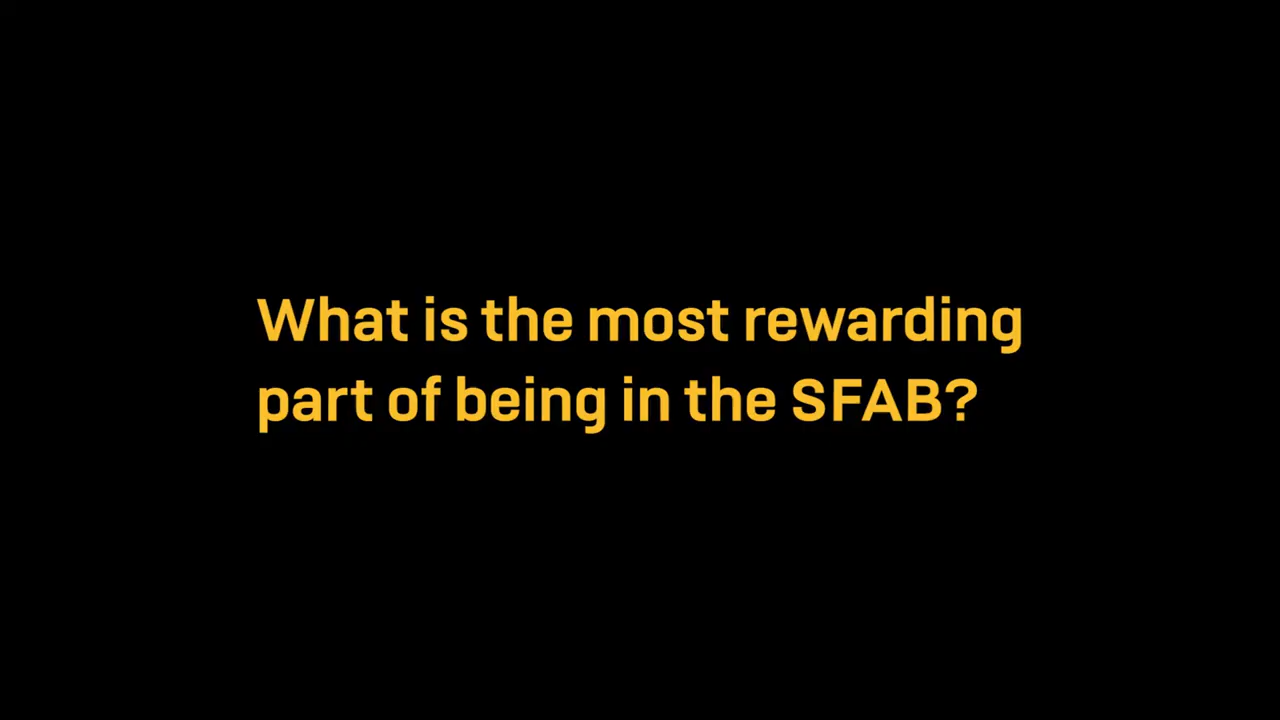 What is the most rewarding
part of being in the SFAB?